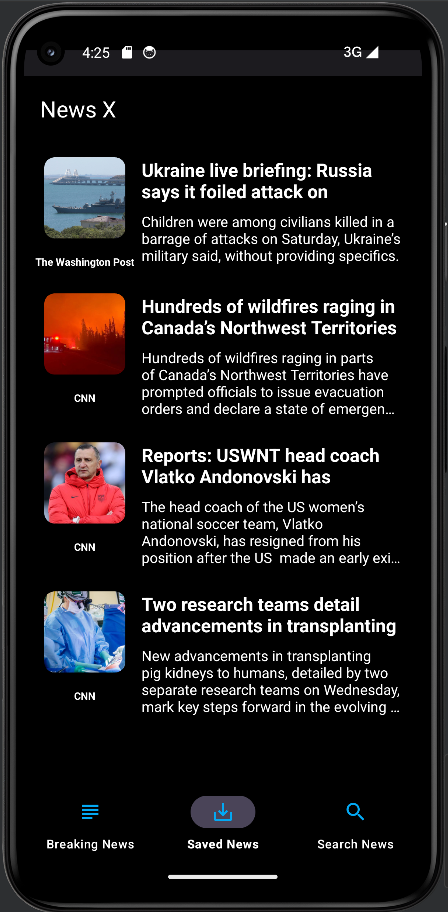 4:25
3G
News X
Ukraine live briefing: Russia
says it foiled attack on
Children were among civilians killed in a
barrage of attacks on Saturday, Ukraine's
military said, without providing specifics.
The Washington Post
Hundreds of wildfires raging in
Canada's Northwest Territories
Hundreds of wildfires raging in parts
of Canada's Northwest Territories have
prompted officials to issue evacuation
orders and declare a state of emergen…
CNN
Reports: USWNT head coach
Vlatko Andonovski has
The head coach of the US women's
national soccer team, Vlatko
Andonovski, has resigned from his
position after the US  made an early exi…
CNN
Two research teams detail
advancements in transplanting
New advancements in transplanting
pig kidneys to humans, detailed by two
separate research teams on Wednesday,
mark key steps forward in the evolving …
CNN
Breaking News
Saved News
Search News